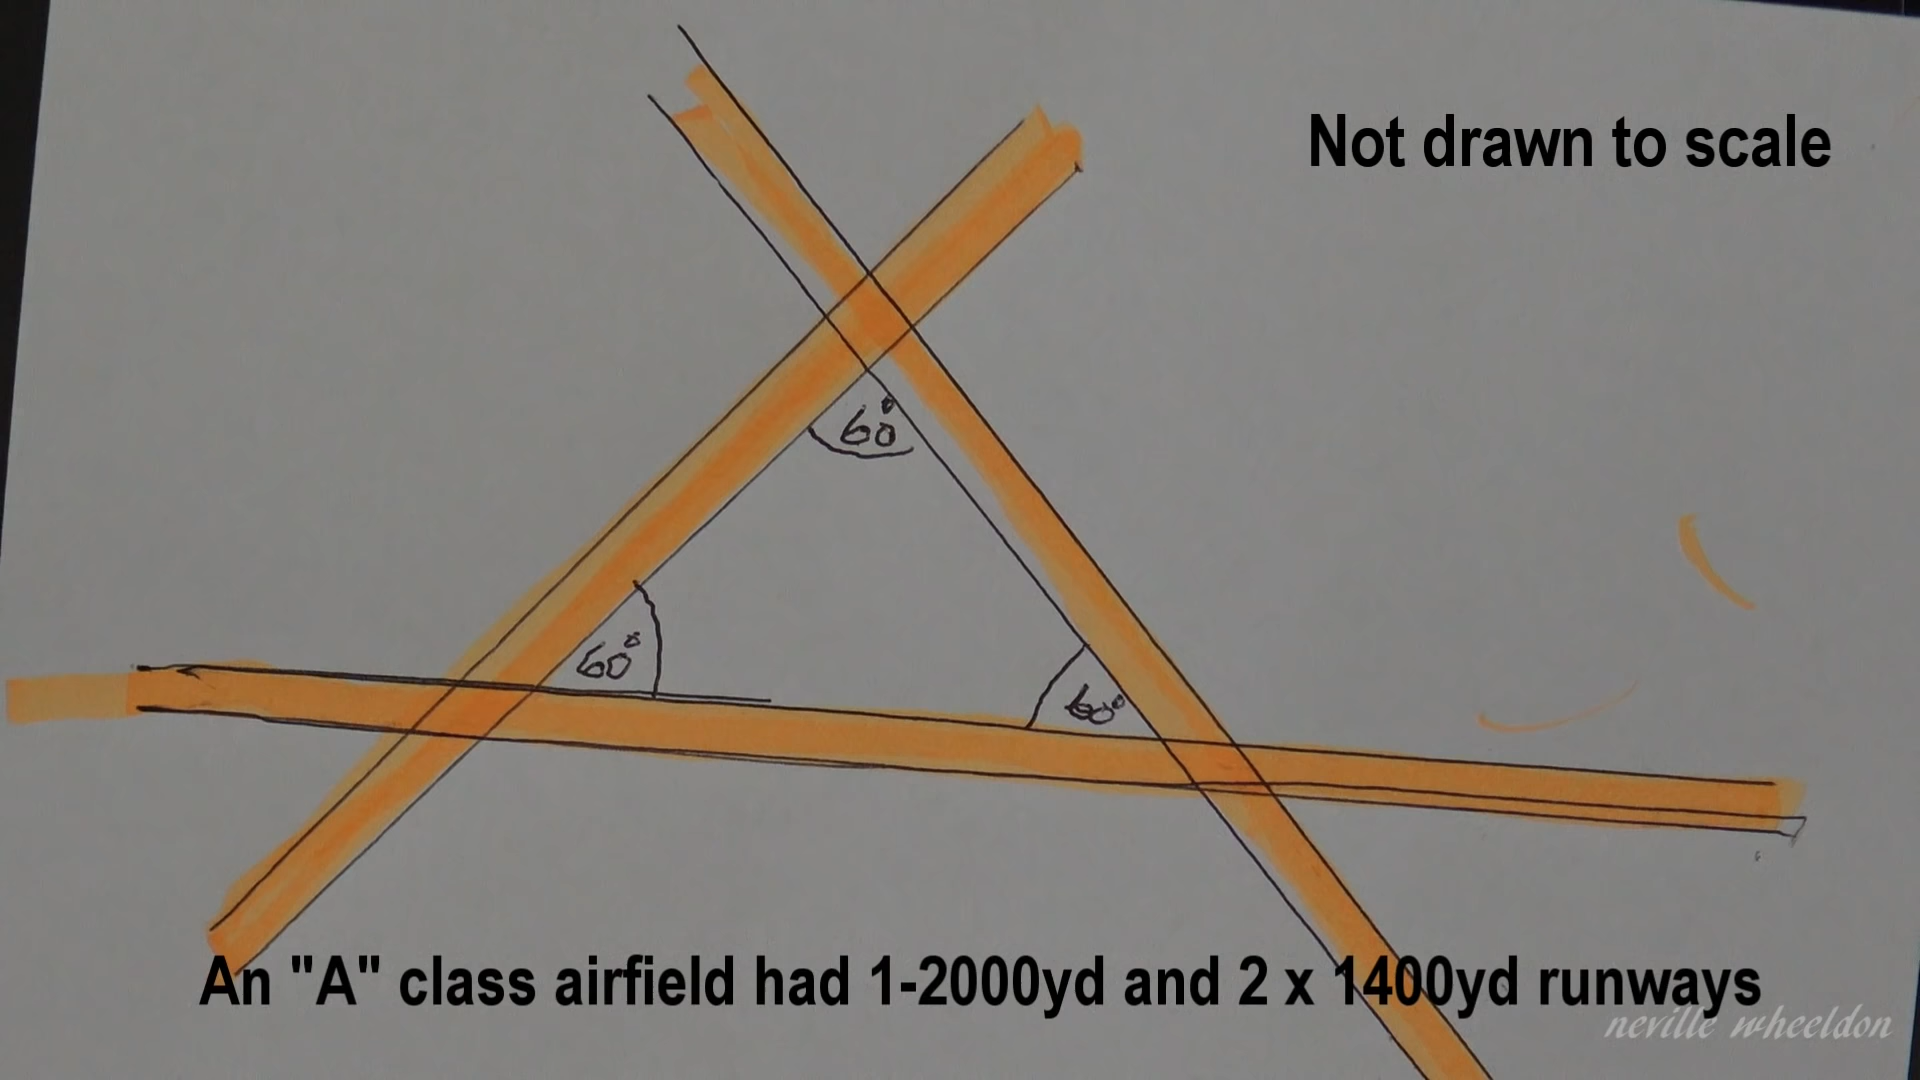 Not drawn to scale
60°
60°
60°
An "A" class airfield had 1-2000yd and 2 x 1400yd runways
neville wheeldon